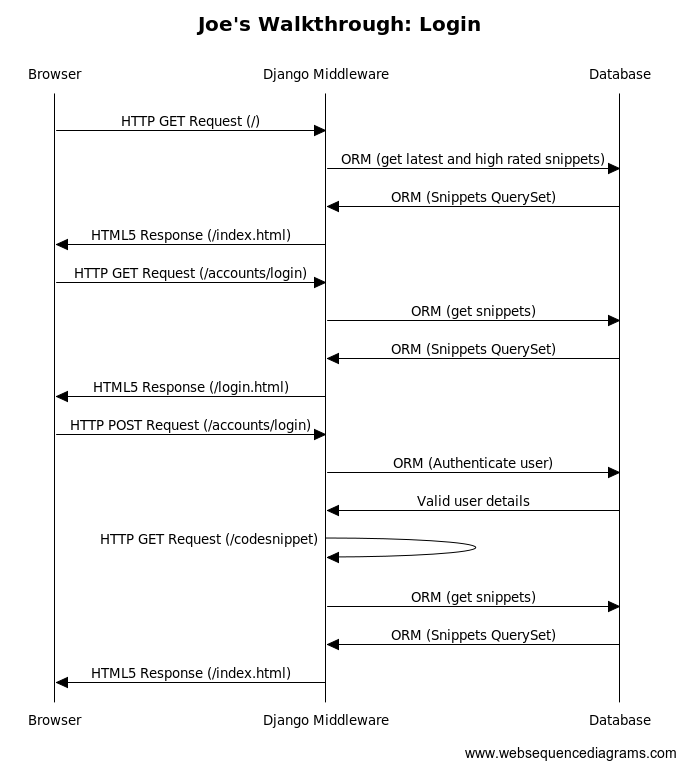 Joe's Walkthrough: Login
Browser Django Middleware Database
HTTP GET Request (/)
ORM (get latest and high rated snippets)
ORM (Snippets QuerySet)
HTML5 Response (/index.html)
HTTP GET Request (/accounts/login)
ORM (get snippets)
ORM (Snippets QuerySet)
HTML5 Response (/login.html)
HTTP POST Request (/accounts/login)
ORM (Authenticate user)
Valid user details
HTTP GET Request (/codesnippet)
ORM (get snippets)
ORM (Snippets QuerySet)
HTML5 Response (/index.html)
Browser Django Middleware Database
www.websequencediagrams.com